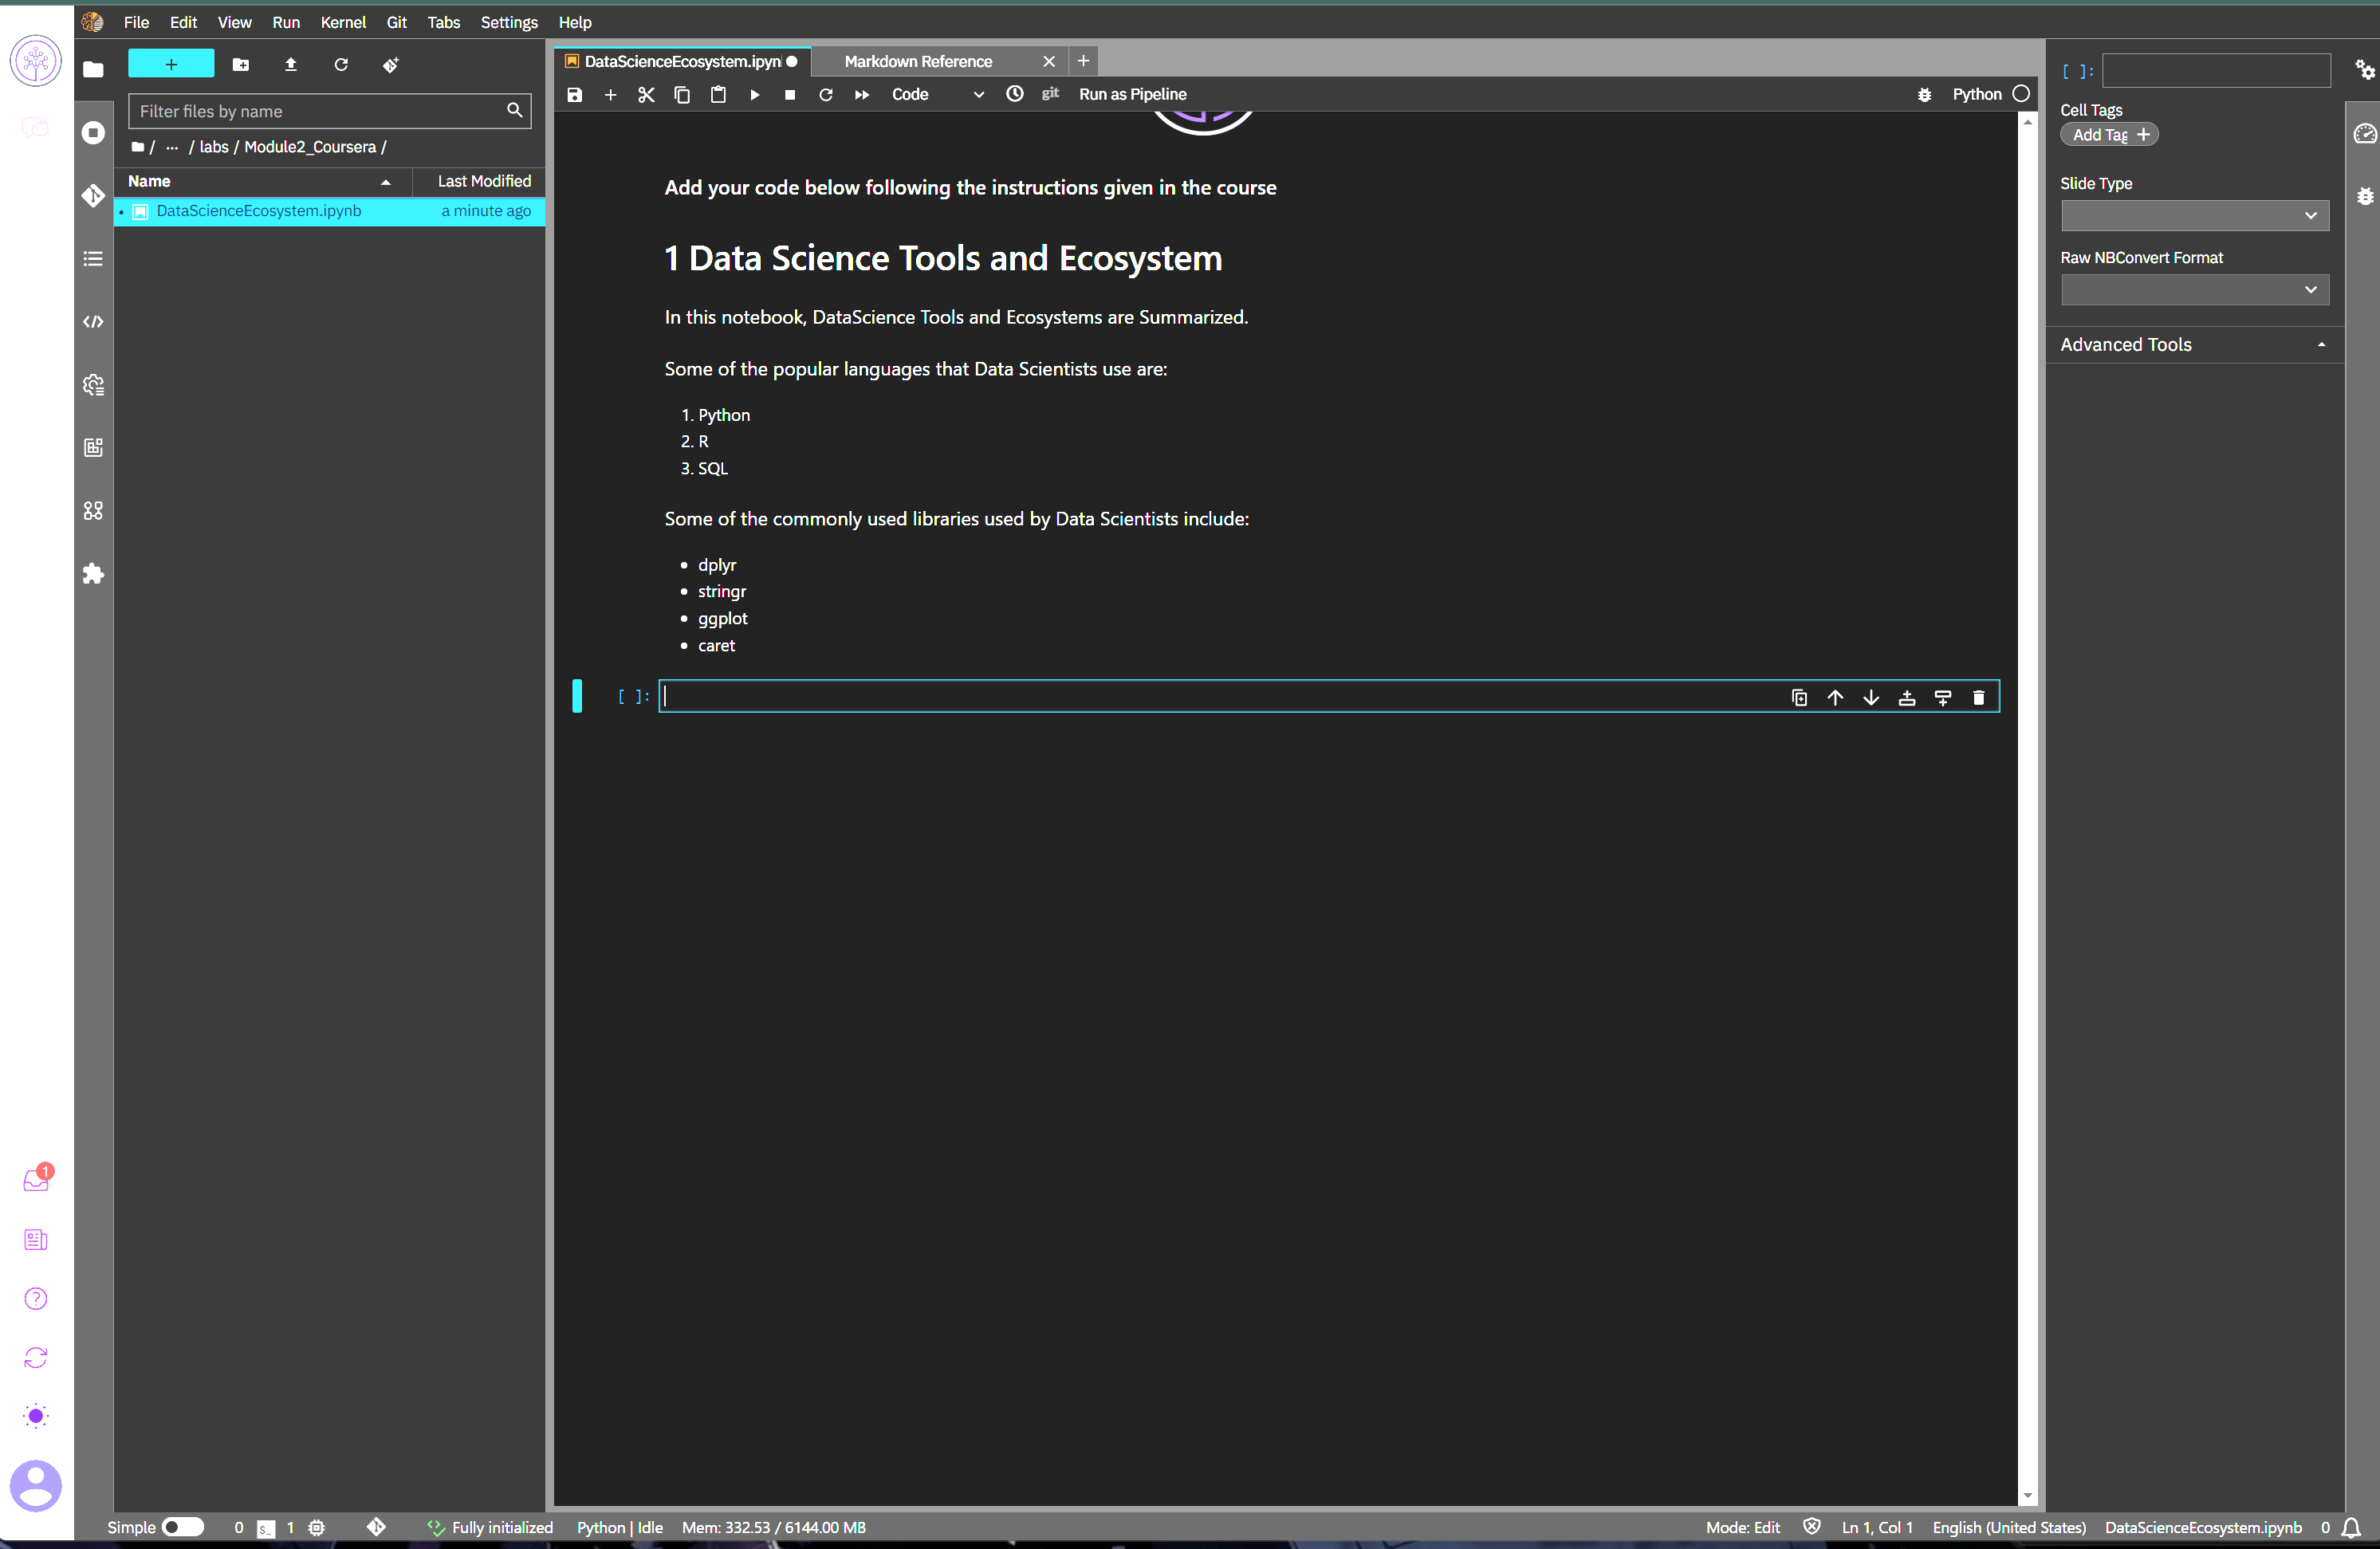 File Edit View Run Kernel Git Tabs Settings Help
+
Filter files by name
/ ... / labs / Module2_Coursera /
Name Last Modified
DataScienceEcosystem.ipynb a minute ago
DataScienceEcosystem.ipyn
Markdown Reference
Code
git
Run as Pipeline
Python
Add your code below following the instructions given in the course
1 Data Science Tools and Ecosystem
In this notebook, DataScience Tools and Ecosystems are Summarized.
Some of the popular languages that Data Scientists use are:
1. Python
2. R
3. SQL
Some of the commonly used libraries used by Data Scientists include:
• dplyr
• stringr
• ggplot
• caret
[ ]:
[ ]:
Cell Tags
Add Tag +
Slide Type
Raw NBConvert Format
Advanced Tools
1
Simple 0 $_ 1 Fully initialized Python | Idle Mem: 332.53 / 6144.00 MB Mode: Edit Ln 1, Col 1 English (United States) DataScienceEcosystem.ipynb 0